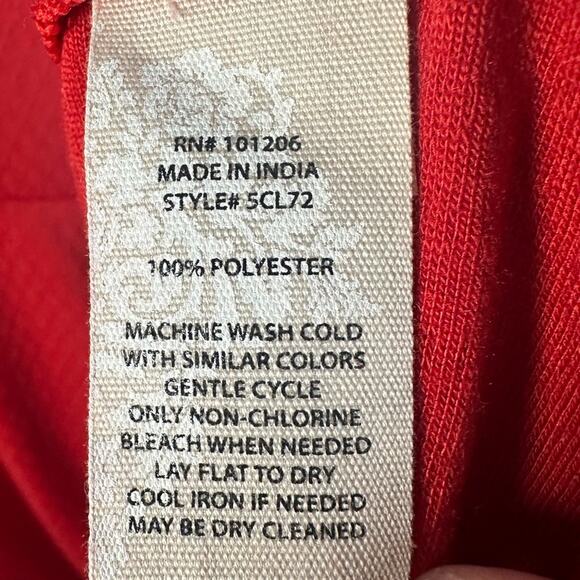 RN# 101206
MADE IN INDIA
STYLE# 5CL72
100% POLYESTER
MACHINE WASH COLD
WITH SIMILAR COLORS
GENTLE CYCLE
ONLY NON-CHLORINE
BLEACH WHEN NEEDED
LAY FLAT TO DRY
COOL IRON IF NEEDED
MAY BE DRY CLEANED